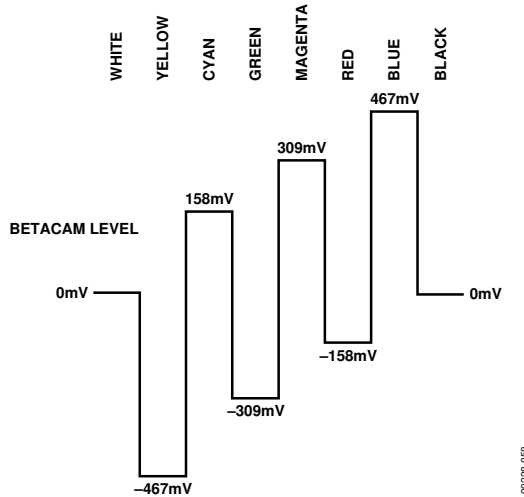 WHITE
YELLOW
CYAN
GREEN
MAGENTA
RED
BLUE
BLACK
467mV
309mV
158mV
BETACAM LEVEL
0mV
0mV
–158mV
–309mV
–467mV